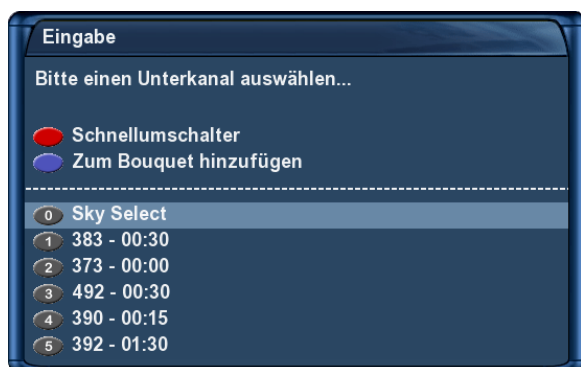 Eingabe
Bitte einen Unterkanal auswählen...
Schnellumschalter
Zum Bouquet hinzufügen
0 Sky Select
1 383 - 00:30
2 373 - 00:00
3 492 - 00:30
4 390 - 00:15
5 392 - 01:30